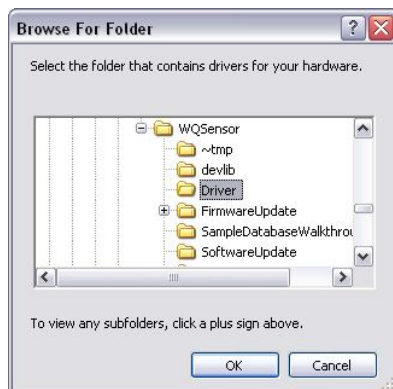 Browse For Folder
Select the folder that contains drivers for your hardware.
WQSensor
~tmp
devlib
Driver
FirmwareUpdate
SampleDatabaseWalkthrou
SoftwareUpdate
To view any subfolders, click a plus sign above.
OK
Cancel